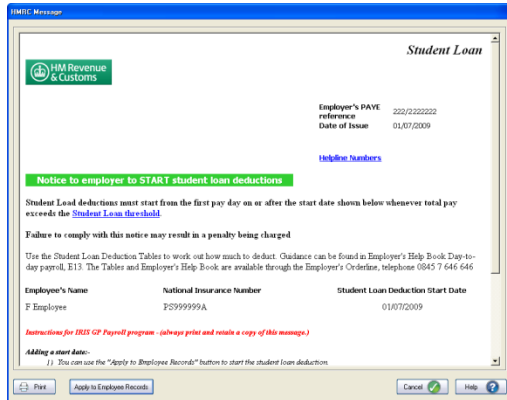 HMRC Message
Student Loan
HM Revenue
& Customs
Employer's PAYE
reference
222/2222222
Date of Issue
01/07/2009
Helpline Numbers
Notice to employer to START student loan deductions
Student Load deductions must start from the first pay day on or after the start date shown below whenever total pay
exceeds the Student Loan threshold.
Failure to comply with this notice may result in a penalty being charged
Use the Student Loan Deduction Tables to work out how much to deduct. Guidance can be found in Employer's Help Book Day-to-
day payroll, E13. The Tables and Employer's Help Book are available through the Employer's Orderline, telephone 0845 7 646 646
Employee's Name National Insurance Number Student Loan Deduction Start Date
F Employee PS999999A 01/07/2009
Instructions for IRIS GP Payroll program - (always print and retain a copy of this message.)
Adding a start date:-
1) You can use the "Apply to Employee Records" button to start the student loan deduction
Print Apply to Employee Records Cancel Help